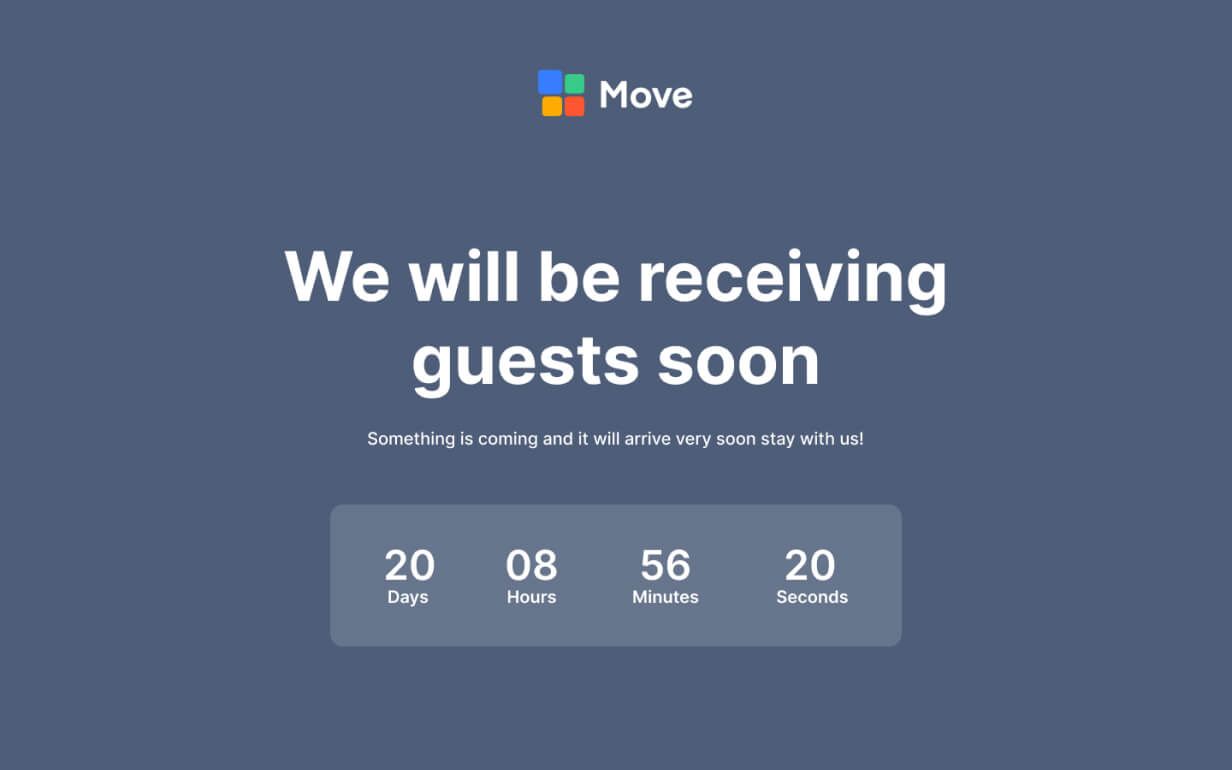 Move
We will be receiving
guests soon
Something is coming and it will arrive very soon stay with us!
20 08 56 20
Days Hours Minutes Seconds